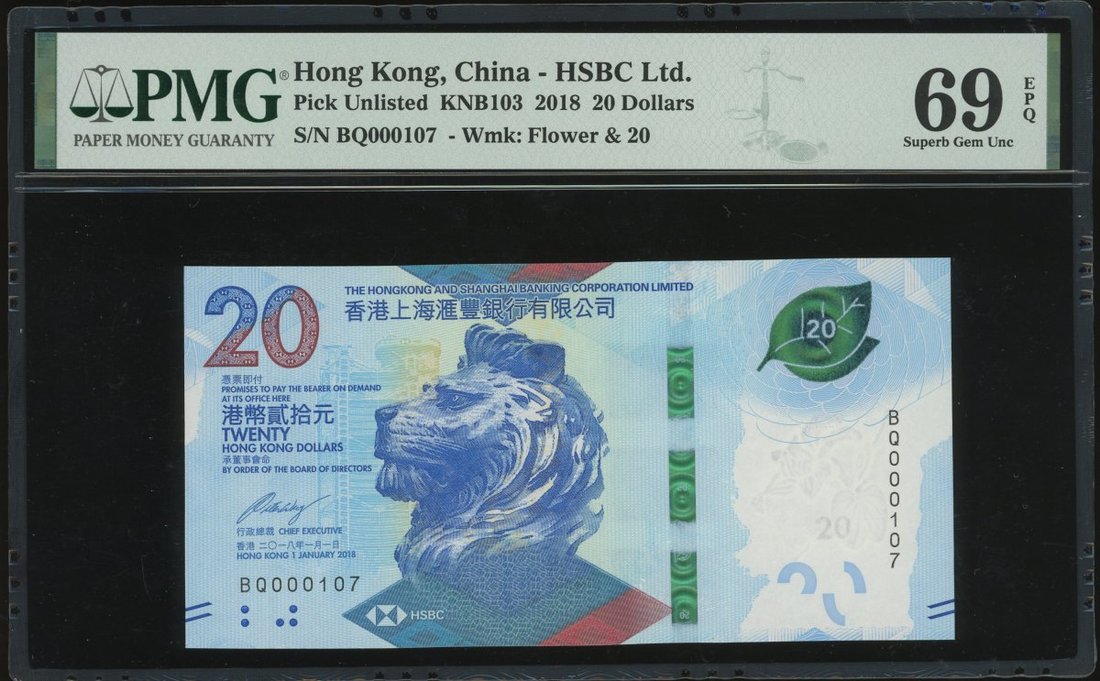 PMG®
PAPER MONEY GUARANTY
Hong Kong, China - HSBC Ltd.
Pick Unlisted KNB103 2018 20 Dollars
S/N BQ000107 - Wmk: Flower & 20
69
EPQ
Superb Gem Unc
20
THE HONGKONG AND SHANGHAI BANKING CORPORATION LIMITED
香港上海滙豐銀行有限公司
憑票即付
PROMISES TO PAY THE BEARER ON DEMAND
AT ITS OFFICE HERE
港幣貳拾元
TWENTY
HONG KONG DOLLARS
承董事會命
BY ORDER OF THE BOARD OF DIRECTORS
行政總裁 CHIEF EXECUTIVE
香港 二〇一八年一月一日
HONG KONG 1 JANUARY 2018
BQ000107
HSBC
20
BQ000107
20